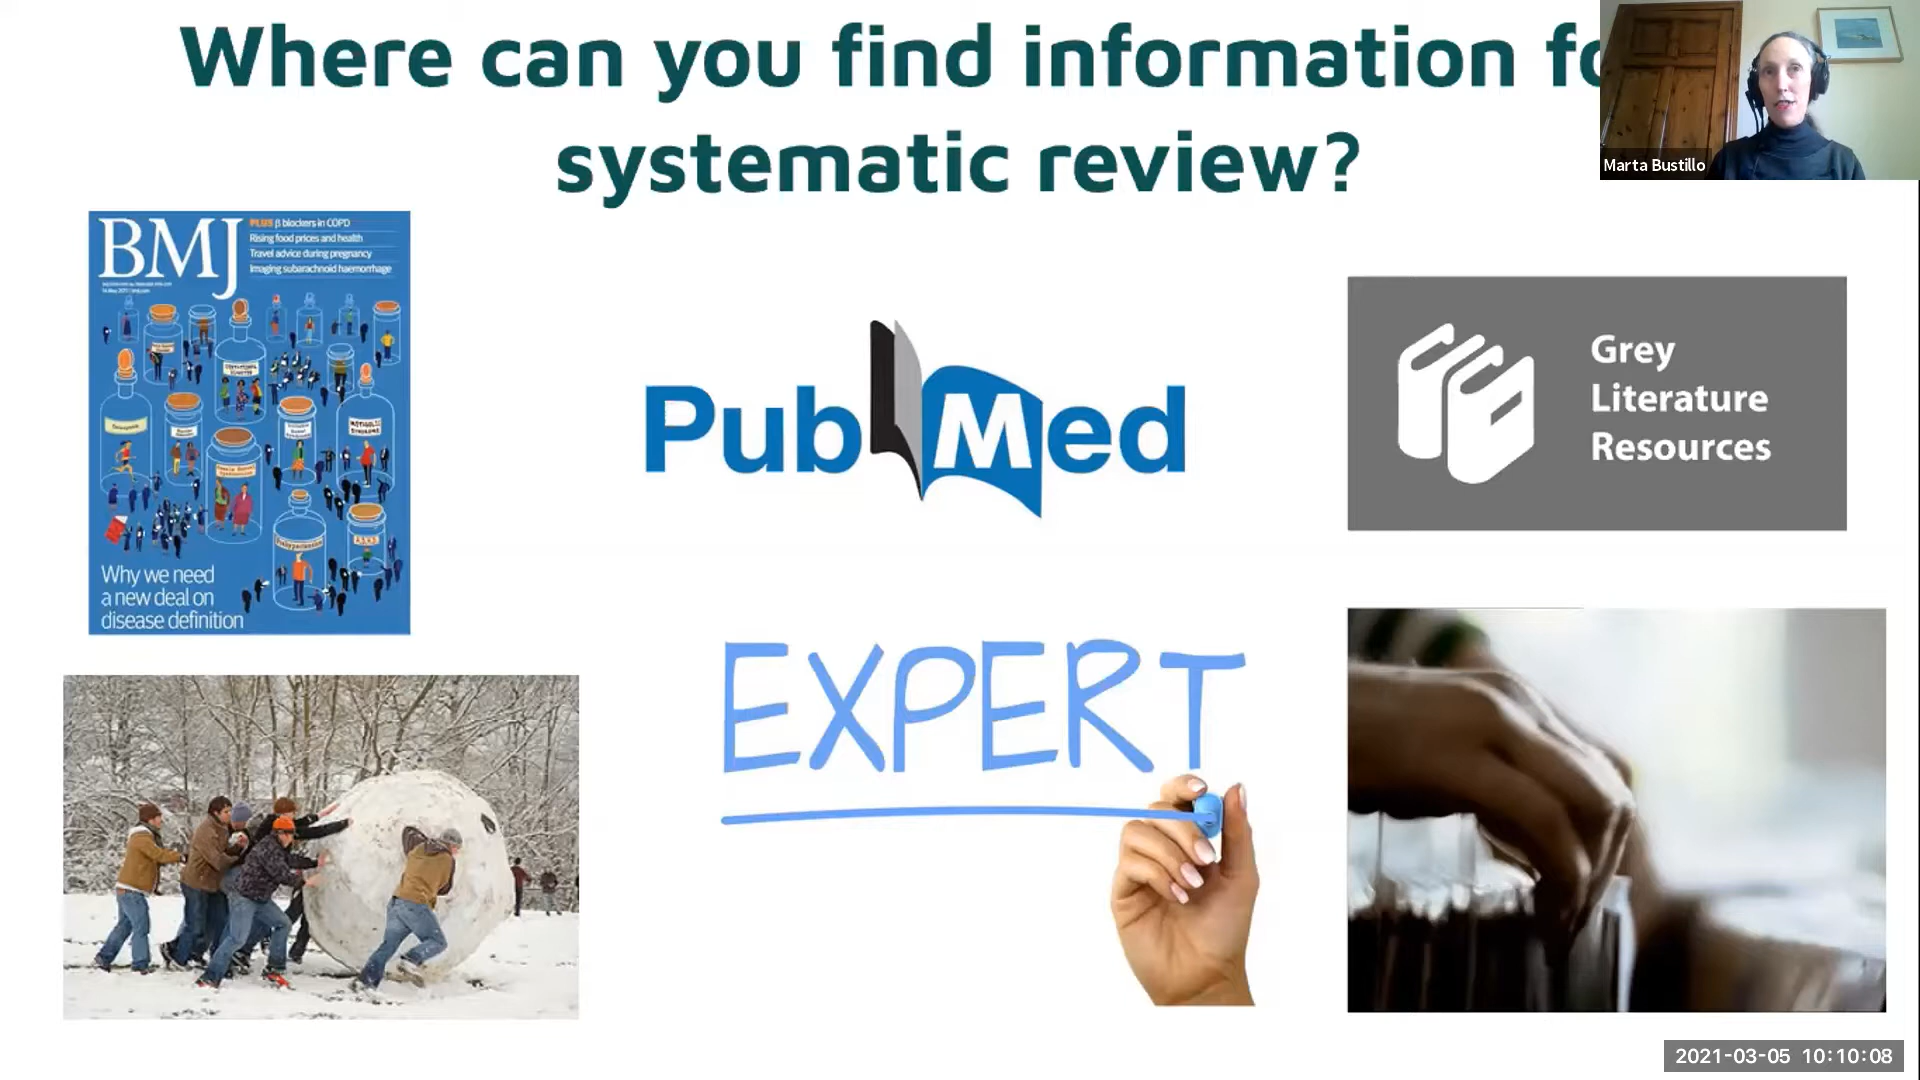 Where can you find information fo
systematic review?
Marta Bustillo
BMJ
PLUS β blockers in COPD
Rising food prices and health
Travel advice during pregnancy
Imaging subarachnoid haemorrhage
Why we need
a new deal on
disease definition
PubMed
Grey
Literature
Resources
EXPERT
2021-03-05 10:10:08